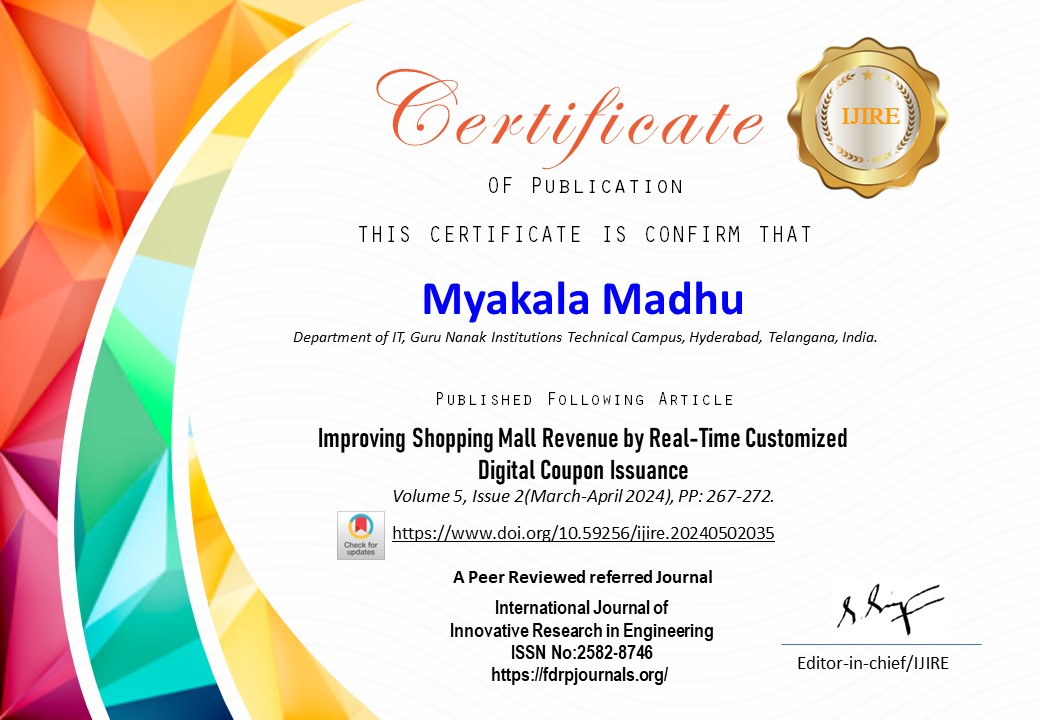 Certificate
IJIRE
OF PUBLICATION
THIS CERTIFICATE IS CONFIRM THAT
Myakala Madhu
Department of IT, Guru Nanak Institutions Technical Campus, Hyderabad, Telangana, India.
PUBLISHED FOLLOWING ARTICLE
Improving Shopping Mall Revenue by Real-Time Customized
Digital Coupon Issuance
Volume 5, Issue 2(March-April 2024), PP: 267-272.
Check for
updates
https://www.doi.org/10.59256/ijire.20240502035
A Peer Reviewed referred Journal
International Journal of
Innovative Research in Engineering
ISSN No:2582-8746
https://fdrpjournals.org/
Editor-in-chief/IJIRE